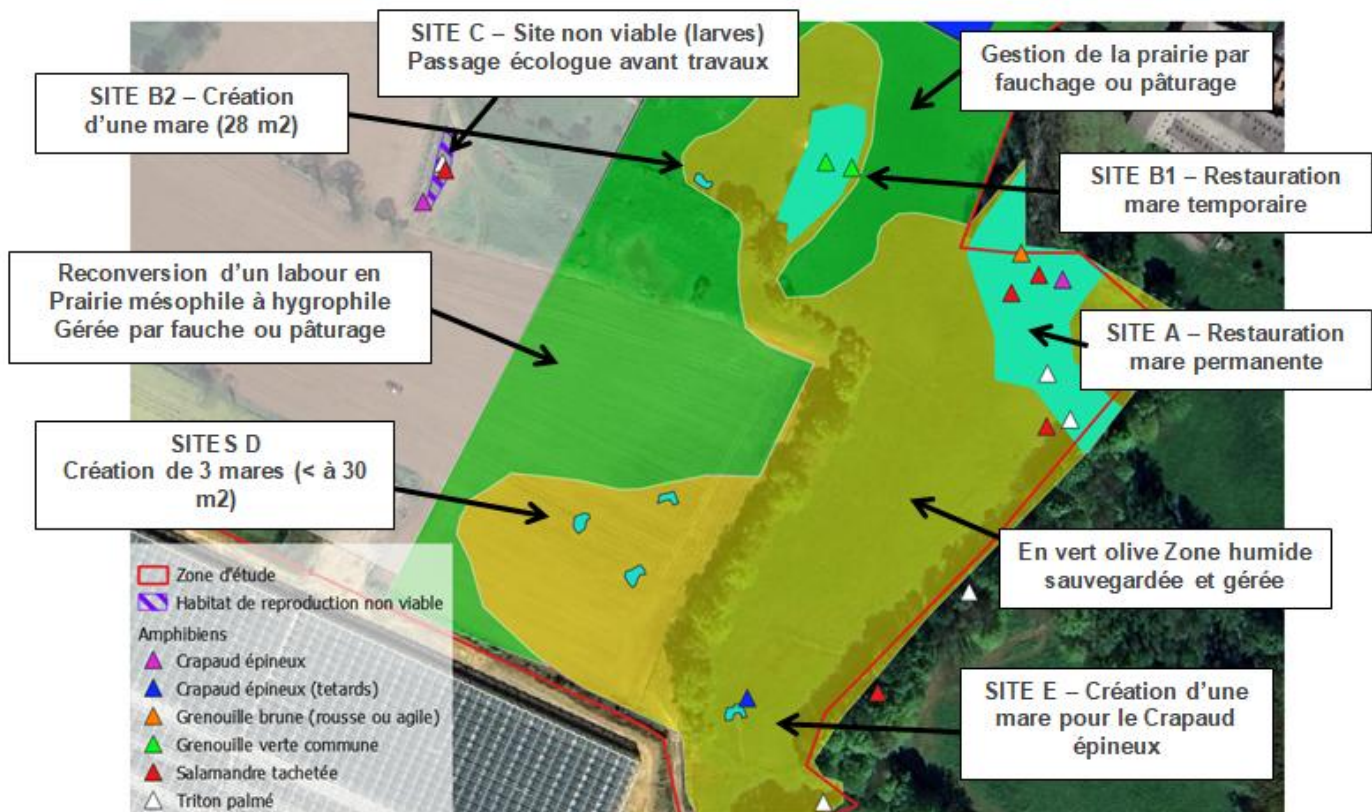 SITE C – Site non viable (larves)
Passage écologue avant travaux
Gestion de la prairie par
fauchage ou pâturage
SITE B2 – Création
d'une mare (28 m2)
SITE B1 – Restauration
mare temporaire
Reconversion d'un labour en
Prairie mésophile à hygrophile
Gérée par fauche ou pâturage
SITE A – Restauration
mare permanente
SITES D
Création de 3 mares (< à 30
m2)
En vert olive Zone humide
sauvegardée et gérée
SITE E – Création d'une
mare pour le Crapaud
épineux
Zone d'étude
Habitat de reproduction non viable
Amphibiens
Crapaud épineux
Crapaud épineux (tetards)
Grenouille brune (rousse ou agile)
Grenouille verte commune
Salamandre tachetée
Triton palmé